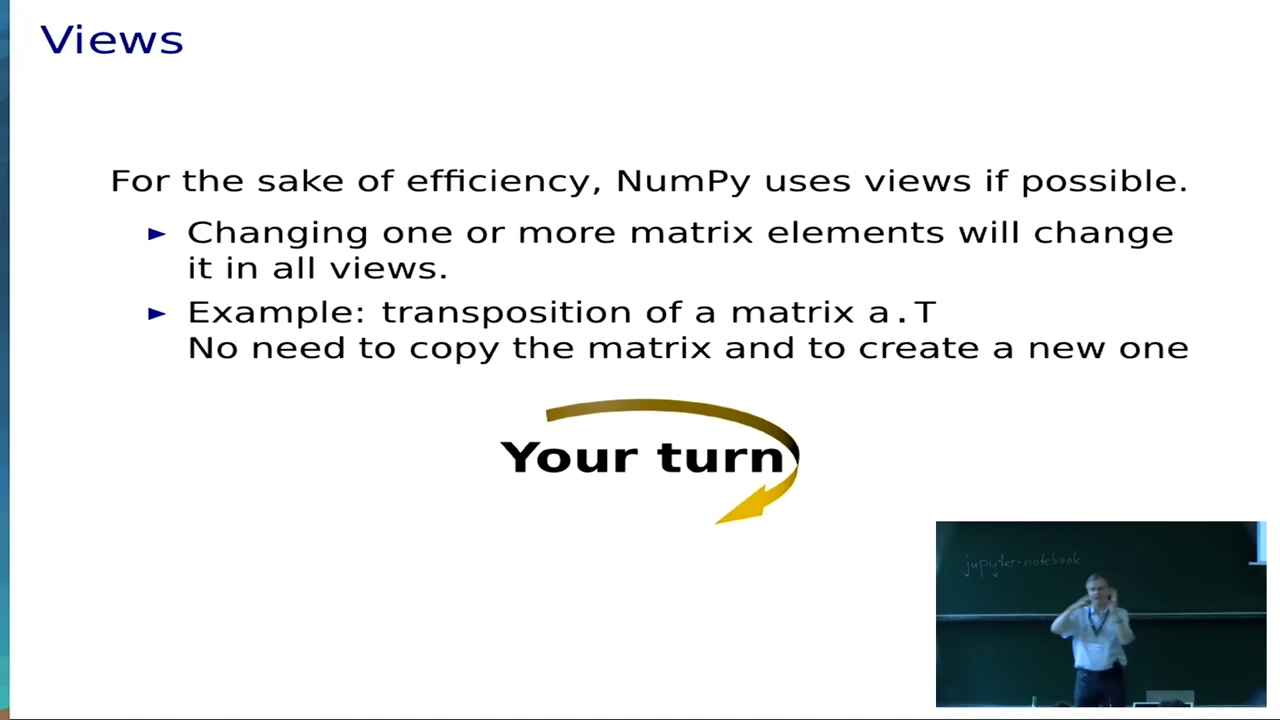 Views
For the sake of efficiency, NumPy uses views if possible.
► Changing one or more matrix elements will change
it in all views.
► Example: transposition of a matrix a.T
No need to copy the matrix and to create a new one
Your turn
jupyter-notebook